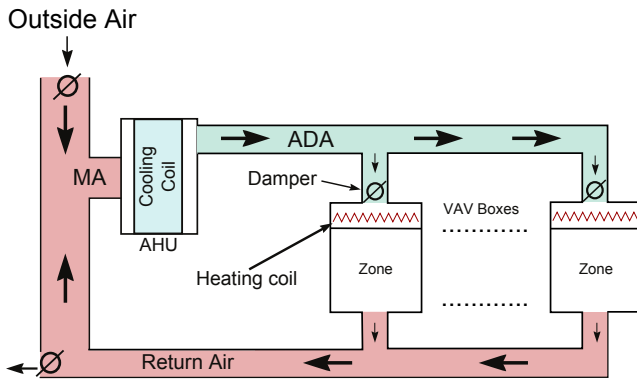 Outside Air
MA
Cooling
Coil
AHU
ADA
Damper
VAV Boxes
Heating coil
Zone
Zone
Return Air